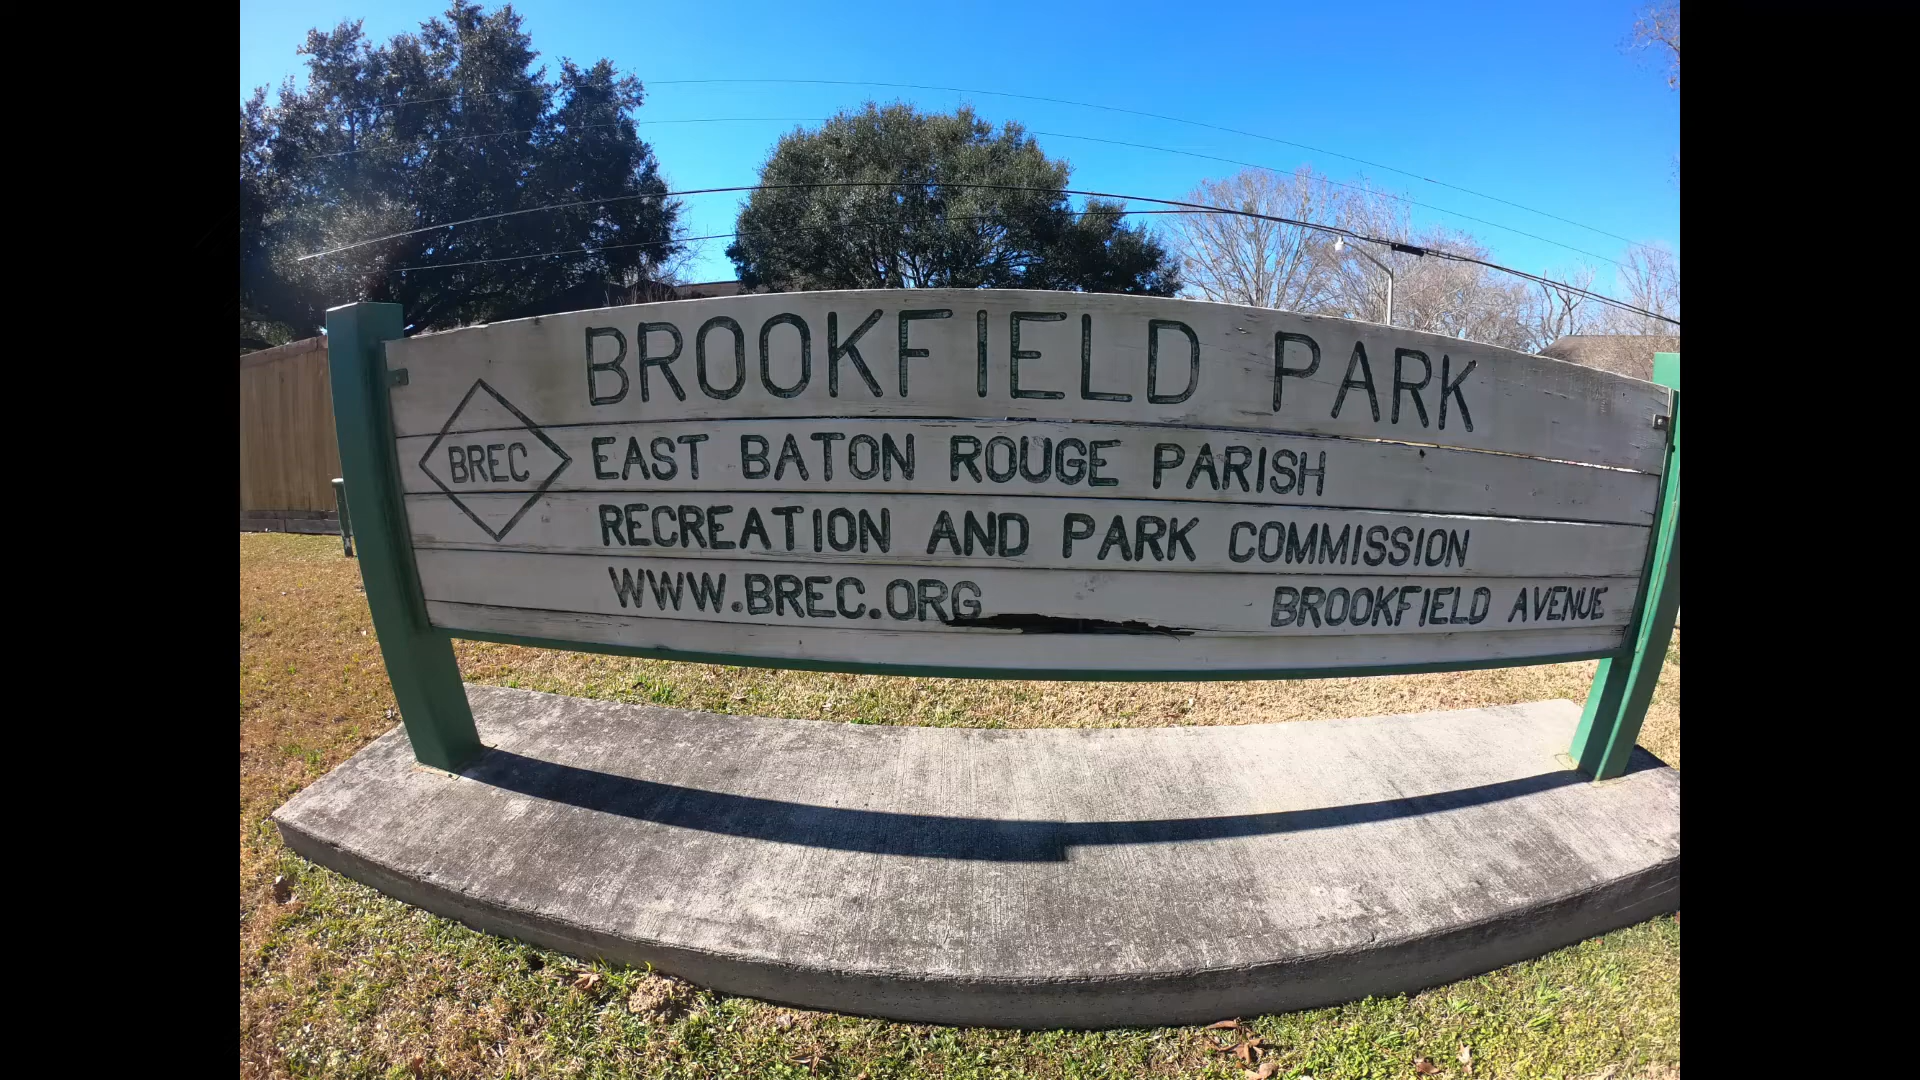 BROOKFIELD PARK
BREC
EAST BATON ROUGE PARISH
RECREATION AND PARK COMMISSION
WWW.BREC.ORG
BROOKFIELD AVENUE